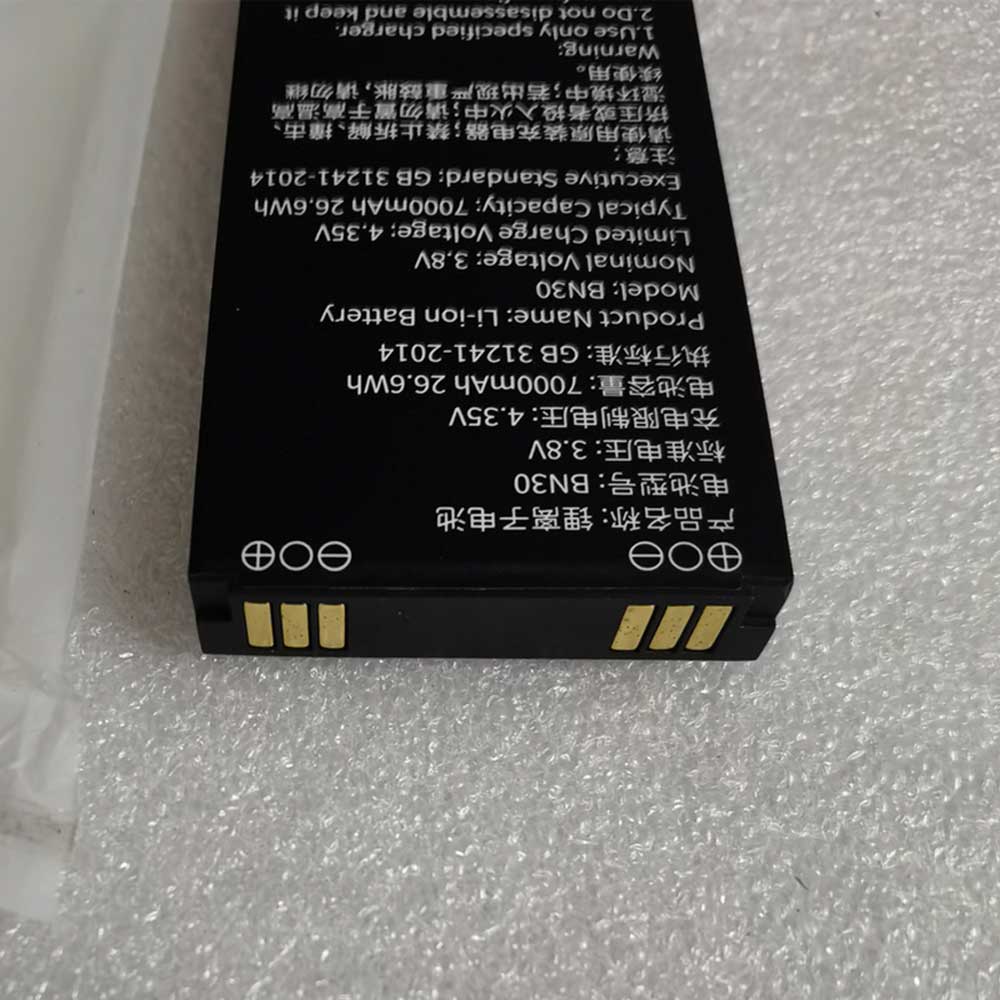 产品名称: 锂离子电池
电池型号: BN30
标准电压: 3.8V
充电限制电压: 4.35V
电池容量: 7000mAh 26.6Wh
执行标准: GB 31241-2014
Product Name: Li-ion Battery
Model: BN30
Nominal Voltage: 3.8V
Limited Charge Voltage: 4.35V
Typical Capacity: 7000mAh 26.6Wh
Executive Standard: GB 31241-2014
注意:
请使用原装充电器; 禁止拆解、撞击、
挤压或者投入火中; 请勿置于高温高
湿环境中; 若出现严重鼓胀, 请勿继
续使用。
Warning:
1.Use only specified charger.
2.Do not disassemble and keep it